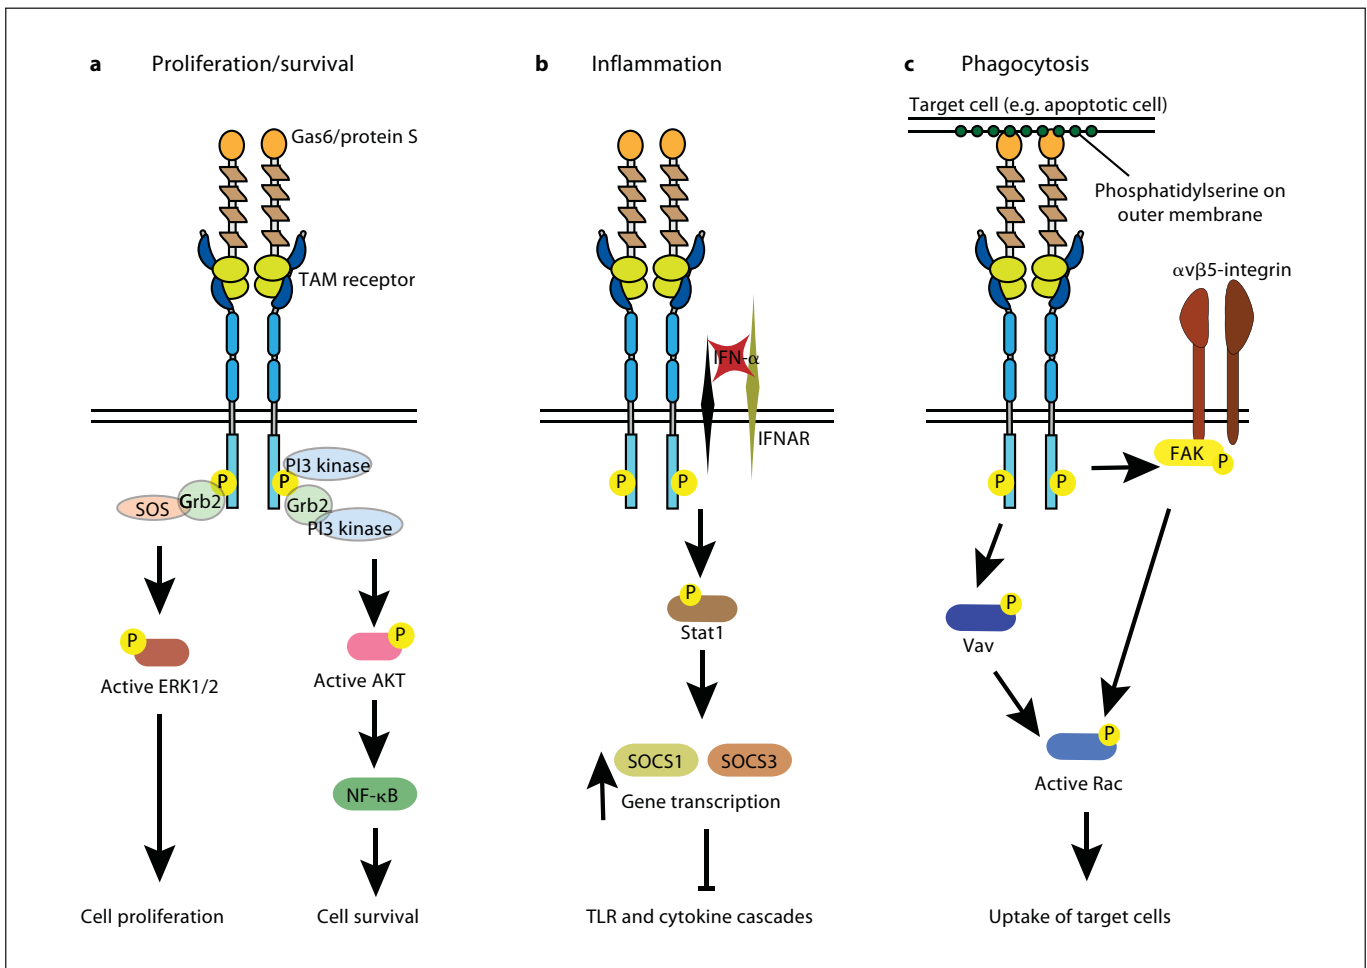 a Proliferation/survival
Gas6/protein S
TAM receptor
P
P
PI3 kinase
SOS
Grb2
Grb2
PI3 kinase
P
P
Active ERK1/2
Active AKT
NF-κB
Cell proliferation
Cell survival
b Inflammation
IFN-α
IFNAR
P
P
P
Stat1
SOCS1
SOCS3
Gene transcription
TLR and cytokine cascades
c Phagocytosis
Target cell (e.g. apoptotic cell)
Phosphatidylserine on
outer membrane
αvβ5-integrin
FAK
P
P
P
P
Vav
P
Active Rac
Uptake of target cells